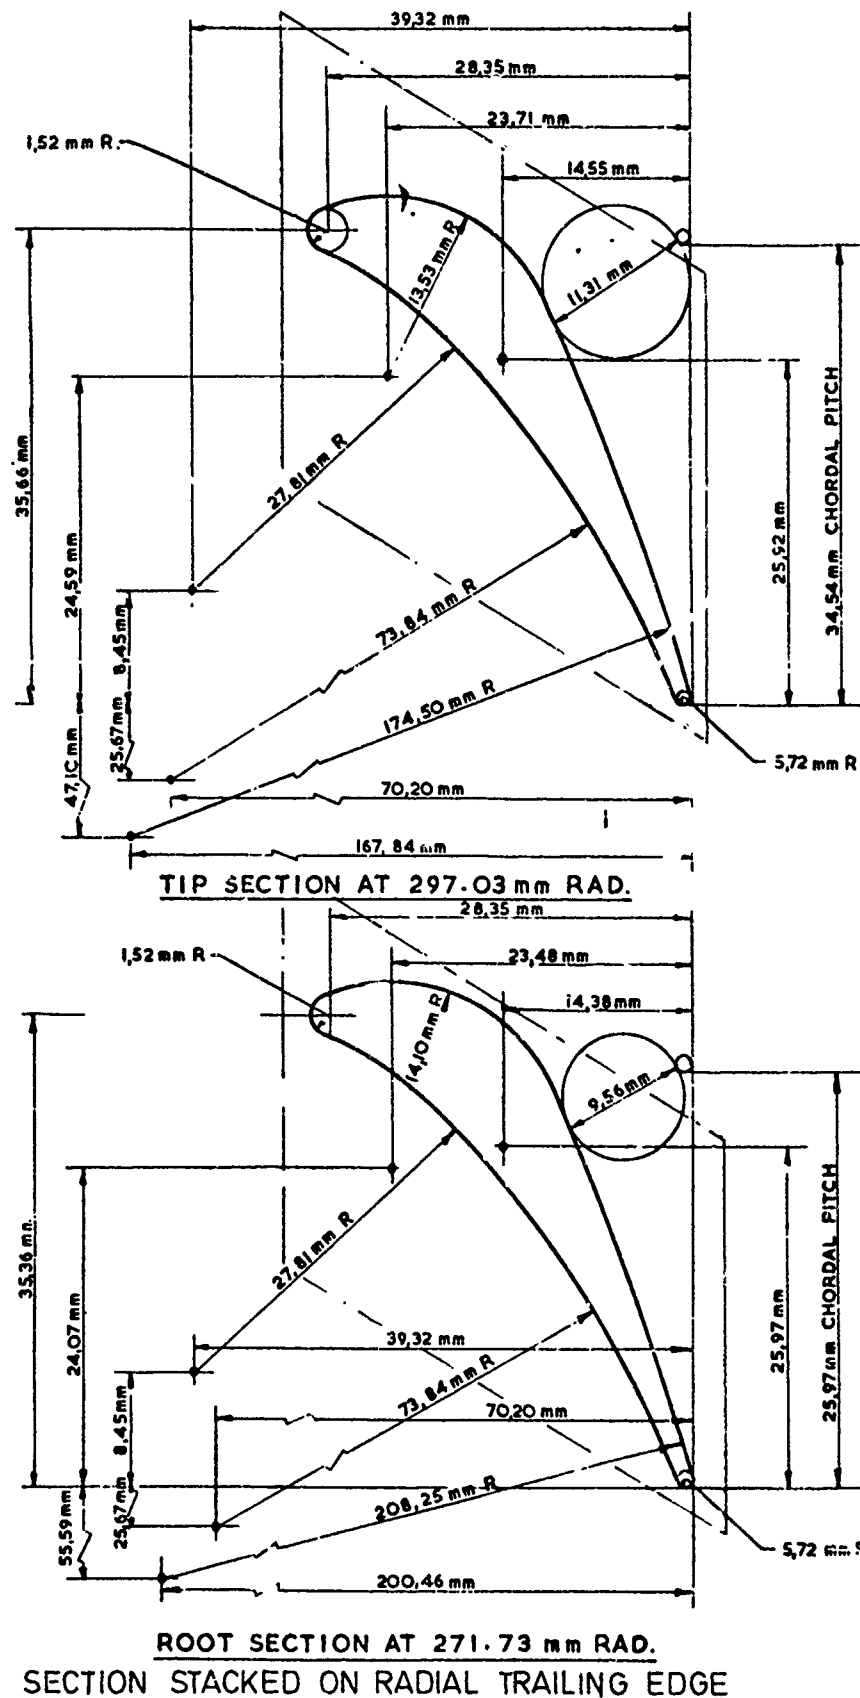 39,32 mm
28,35 mm
23,71 mm
14,55 mm
1,52 mm R.
13,53 mm R
11,31 mm
27,81 mm R
35,66 mm
24,59 mm
8,45 mm
25.67 mm
47,10 mm
73,84 mm R
174,50 mm R
25,92 mm
34,54 mm CHORDAL PITCH
5,72 mm R
70,20 mm
167,84 mm
TIP SECTION AT 297.03 mm RAD.
28,35 mm
23,48 mm
14,38 mm
1,52 mm R
14,10 mm R
9,56 mm
27,81 mm R
35,36 mm
24,07 mm
39,32 mm
8,45 mm
25,67 mm
55,59 mm
73,84 mm R
70,20 mm
208,25 mm R
25,97 mm
25,97 mm CHORDAL PITCH
5,72 mm
200,46 mm
ROOT SECTION AT 271.73 mm RAD.
SECTION STACKED ON RADIAL TRAILING EDGE